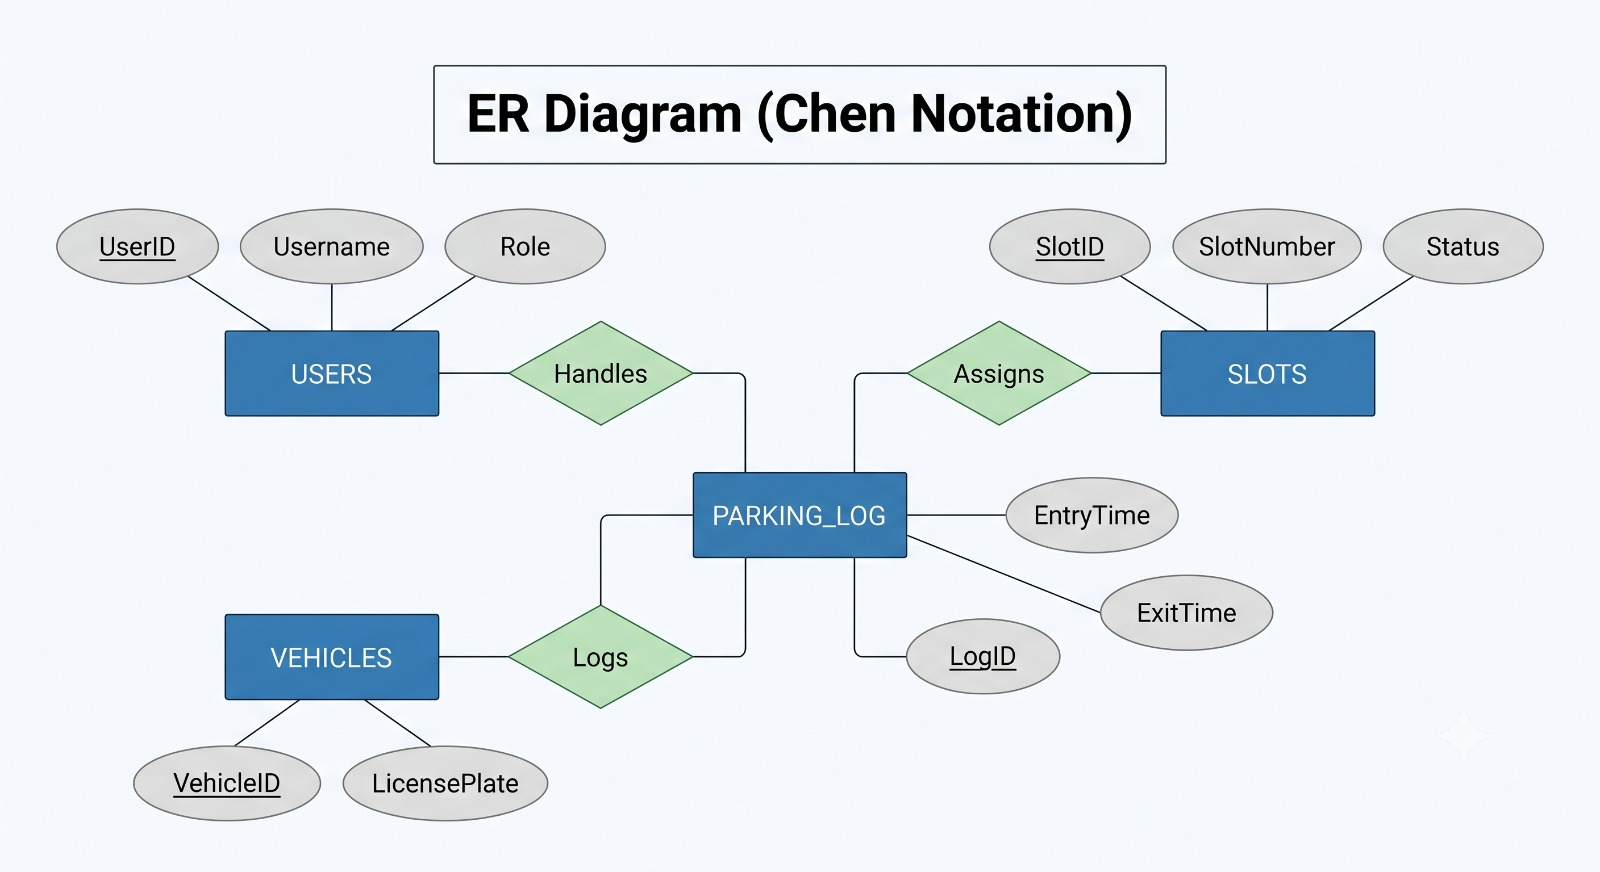 ER Diagram (Chen Notation)
UserID
Username
Role
SlotID
SlotNumber
Status
USERS
Handles
Assigns
SLOTS
PARKING_LOG
EntryTime
ExitTime
VEHICLES
Logs
LogID
VehicleID
LicensePlate